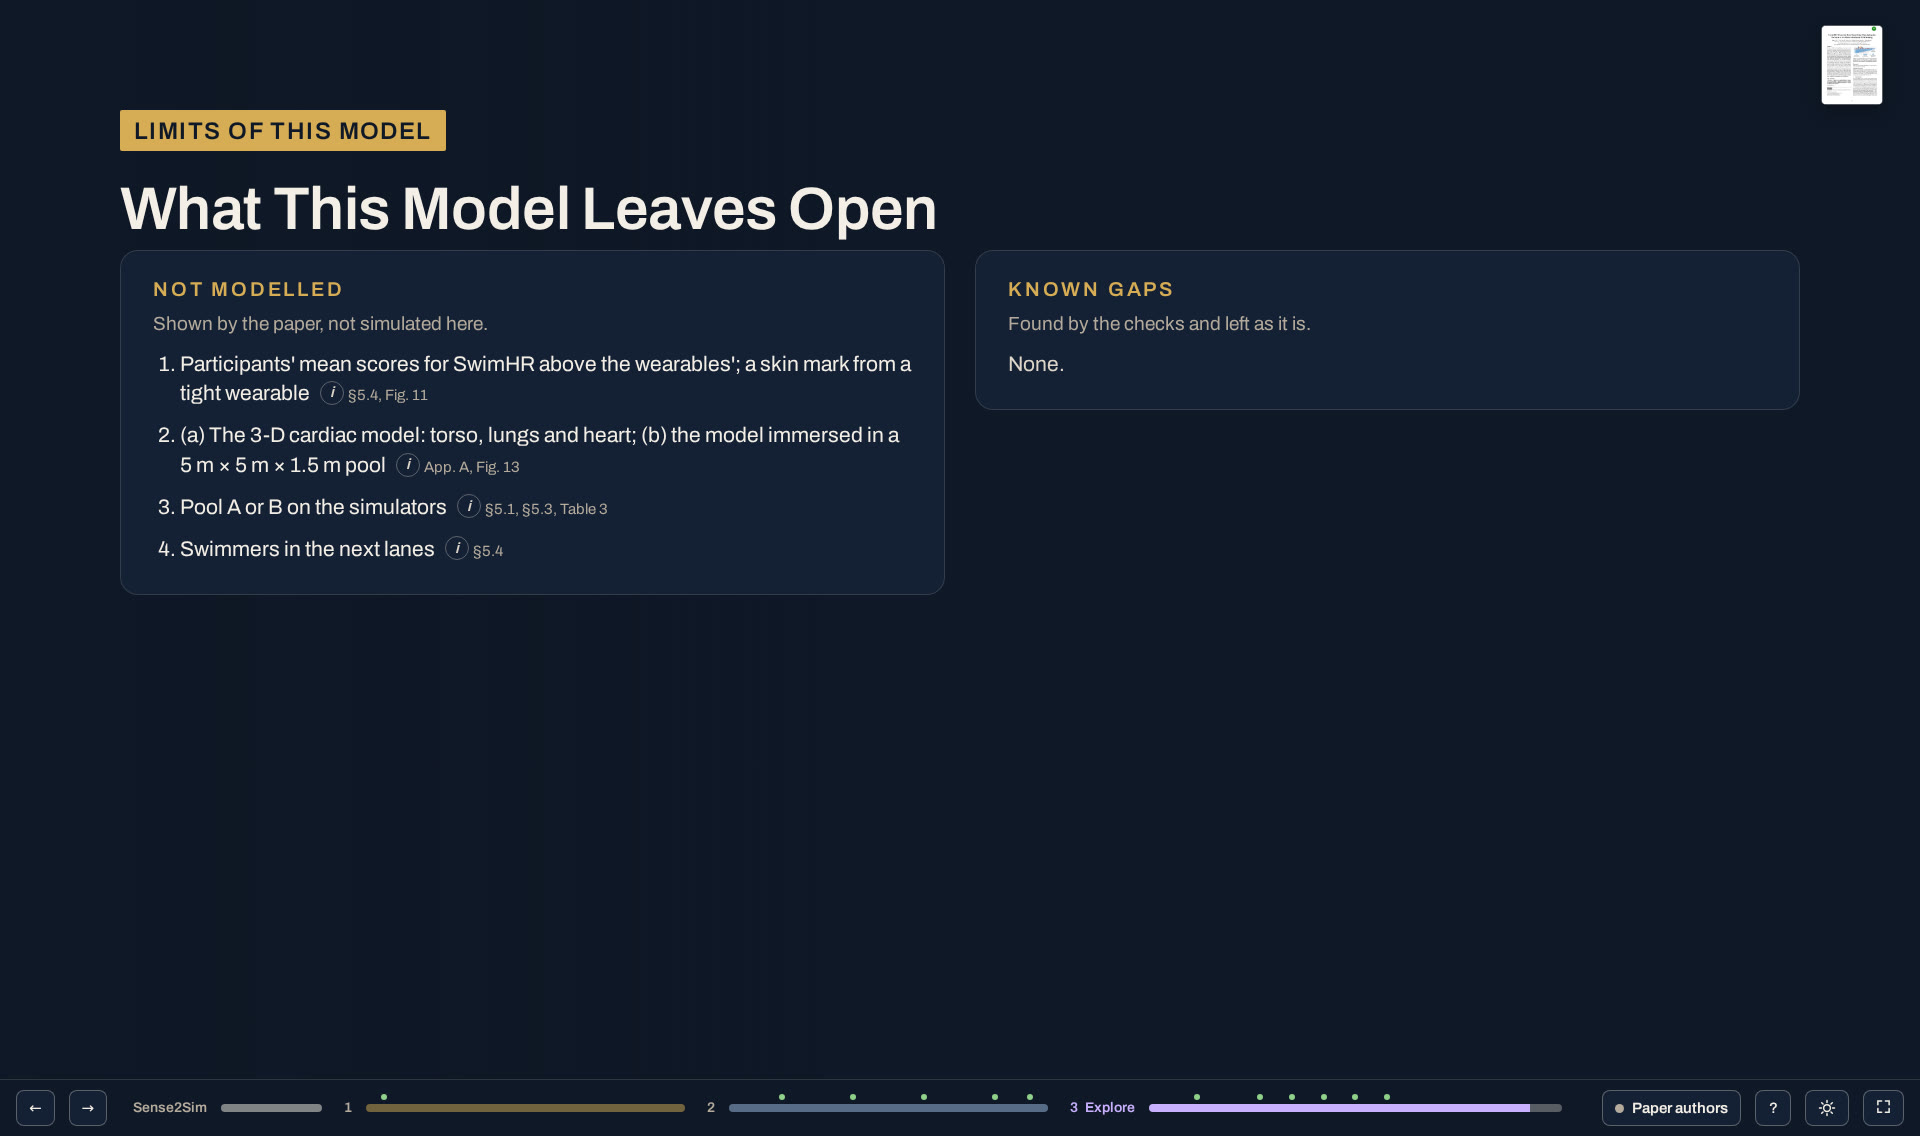 LIMITS OF THIS MODEL
What This Model Leaves Open
NOT MODELLED
Shown by the paper, not simulated here.
1. Participants' mean scores for SwimHR above the wearables'; a skin mark from a
tight wearable i §5.4, Fig. 11
2. (a) The 3-D cardiac model: torso, lungs and heart; (b) the model immersed in a
5 m × 5 m × 1.5 m pool i App. A, Fig. 13
3. Pool A or B on the simulators i §5.1, §5.3, Table 3
4. Swimmers in the next lanes i §5.4
KNOWN GAPS
Found by the checks and left as it is.
None.
← → Sense2Sim 1 2 3 Explore Paper authors ?